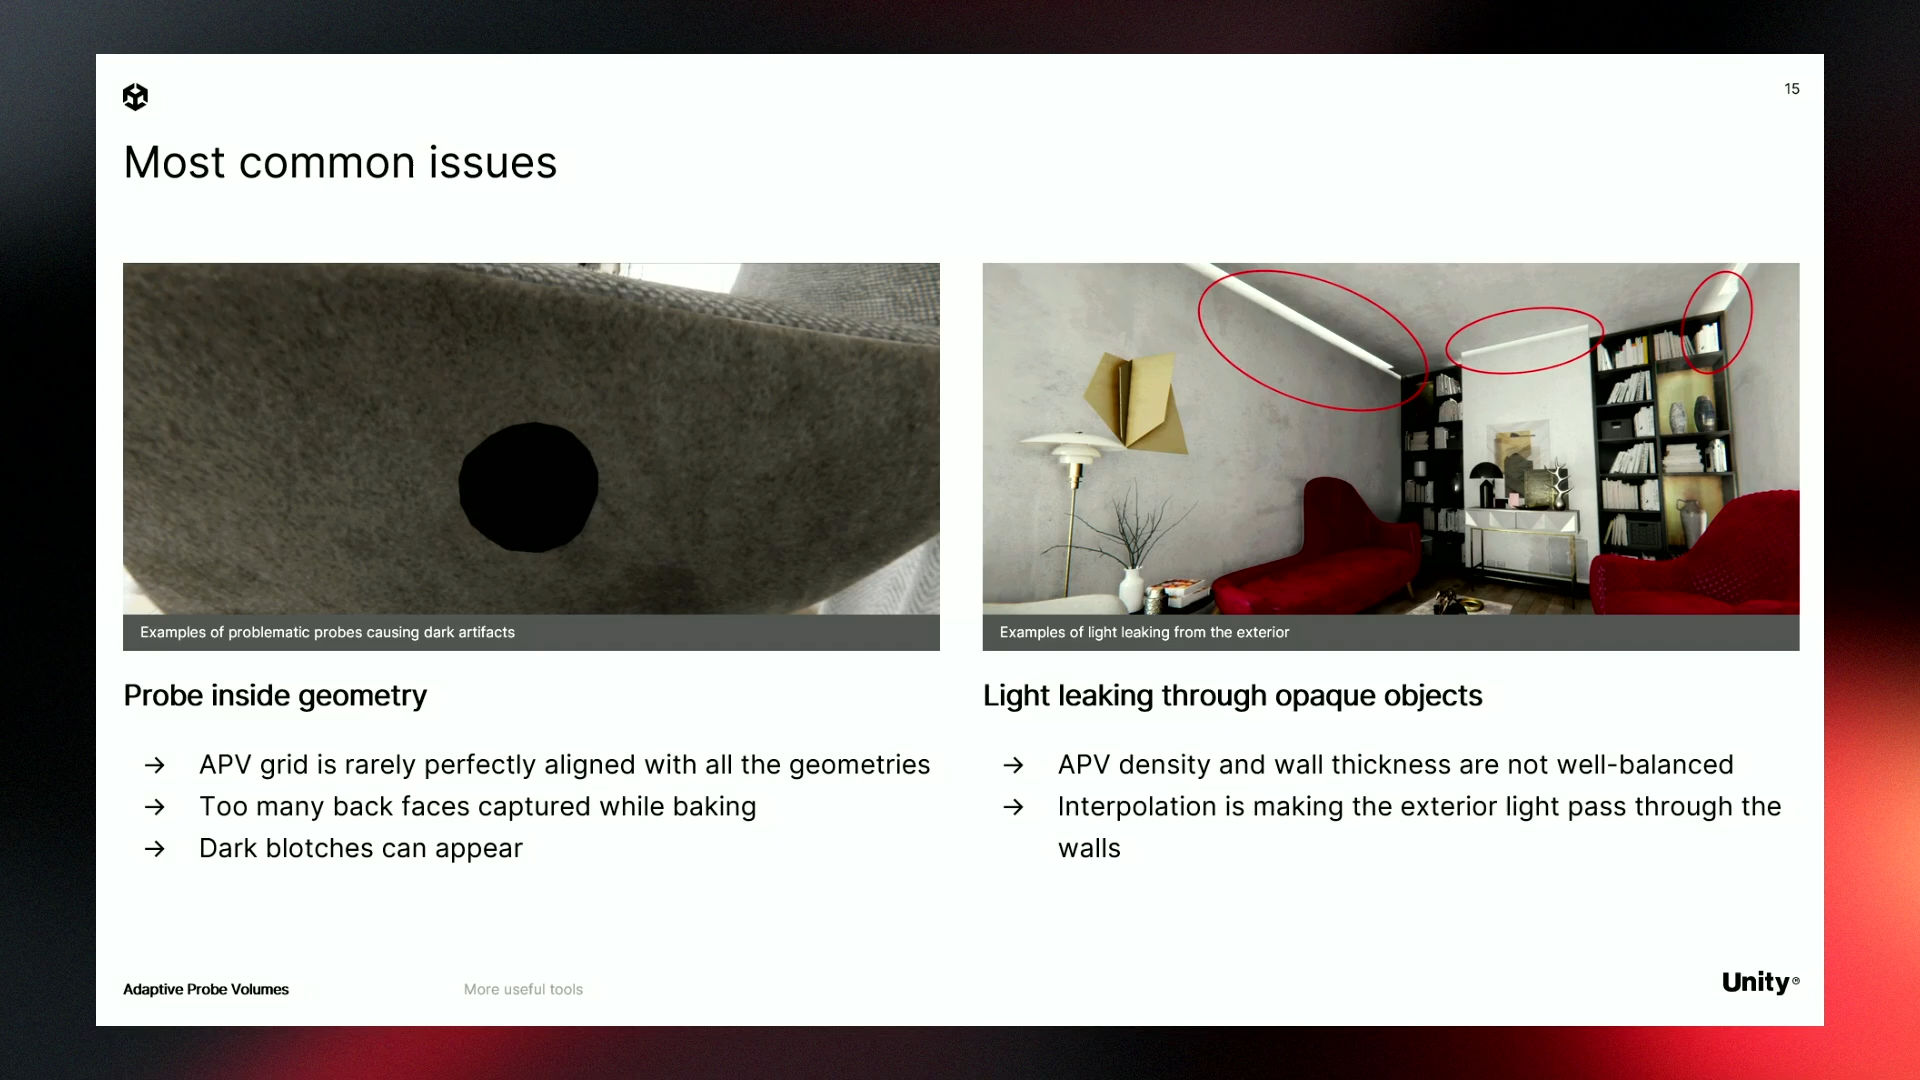 15
Most common issues
Examples of problematic probes causing dark artifacts
Probe inside geometry
→ APV grid is rarely perfectly aligned with all the geometries
→ Too many back faces captured while baking
→ Dark blotches can appear
Examples of light leaking from the exterior
Light leaking through opaque objects
→ APV density and wall thickness are not well-balanced
→ Interpolation is making the exterior light pass through the
walls
Adaptive Probe Volumes
More useful tools
Unity®